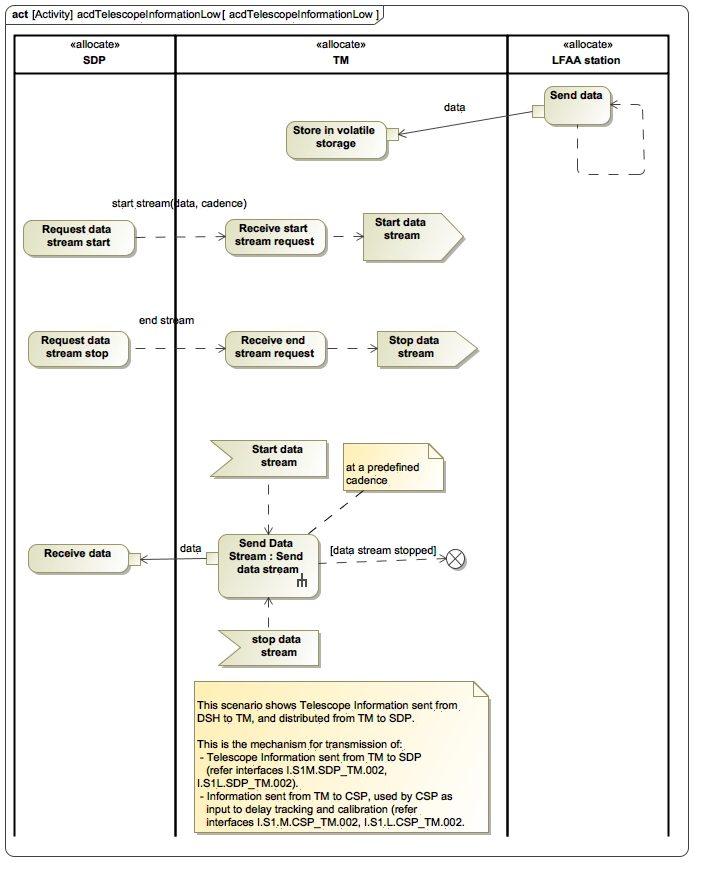 act [Activity] acdTelescopeInformationLow[ acdTelescopeInformationLow ]
«allocate»
SDP
«allocate»
TM
«allocate»
LFAA station
Send data
data
Store in volatile
storage
start stream(data, cadence)
Request data
stream start
Receive start
stream request
Start data
stream
end stream
Request data
stream stop
Receive end
stream request
Stop data
stream
Start data
stream
at a predefined
cadence
Receive data
data
Send Data
Stream : Send
data stream
[data stream stopped]
stop data
stream
This scenario shows Telescope Information sent from
DSH to TM, and distributed from TM to SDP.
This is the mechanism for transmission of:
- Telescope Information sent from TM to SDP
(refer interfaces I.S1M.SDP_TM.002,
I.S1L.SDP_TM.002).
- Information sent from TM to CSP, used by CSP as
input to delay tracking and calibration (refer
interfaces I.S1.M.CSP_TM.002, I.S1.L.CSP_TM.002.